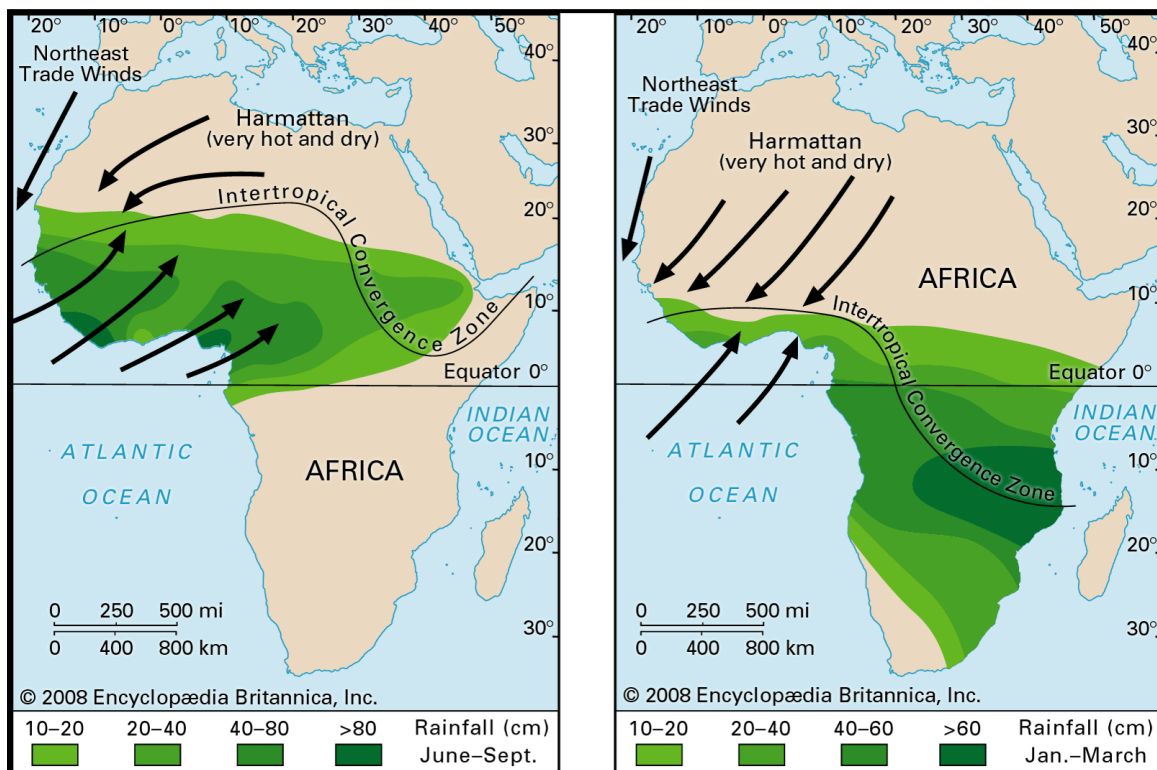 20° 10° 0° 10° 20° 30° 40° 50°
40°
Northeast
Trade Winds
Harmattan
(very hot and dry)
30°
Intertropical Convergence Zone
20°
10°
Equator 0°
INDIAN
OCEAN
ATLANTIC
OCEAN
AFRICA
10°
20°
0 250 500 mi
0 400 800 km
30°
© 2008 Encyclopædia Britannica, Inc.
10–20 20–40 40–80 >80 Rainfall (cm)
June–Sept.
20° 10° 0° 10° 20° 30° 40° 50°
40°
Northeast
Trade Winds
Harmattan
(very hot and dry)
30°
20°
AFRICA
10°
Intertropical Convergence Zone
Equator 0°
INDIAN
OCEAN
ATLANTIC
OCEAN
10°
20°
0 250 500 mi
0 400 800 km
30°
© 2008 Encyclopædia Britannica, Inc.
10–20 20–40 40–60 >60 Rainfall (cm)
Jan.–March